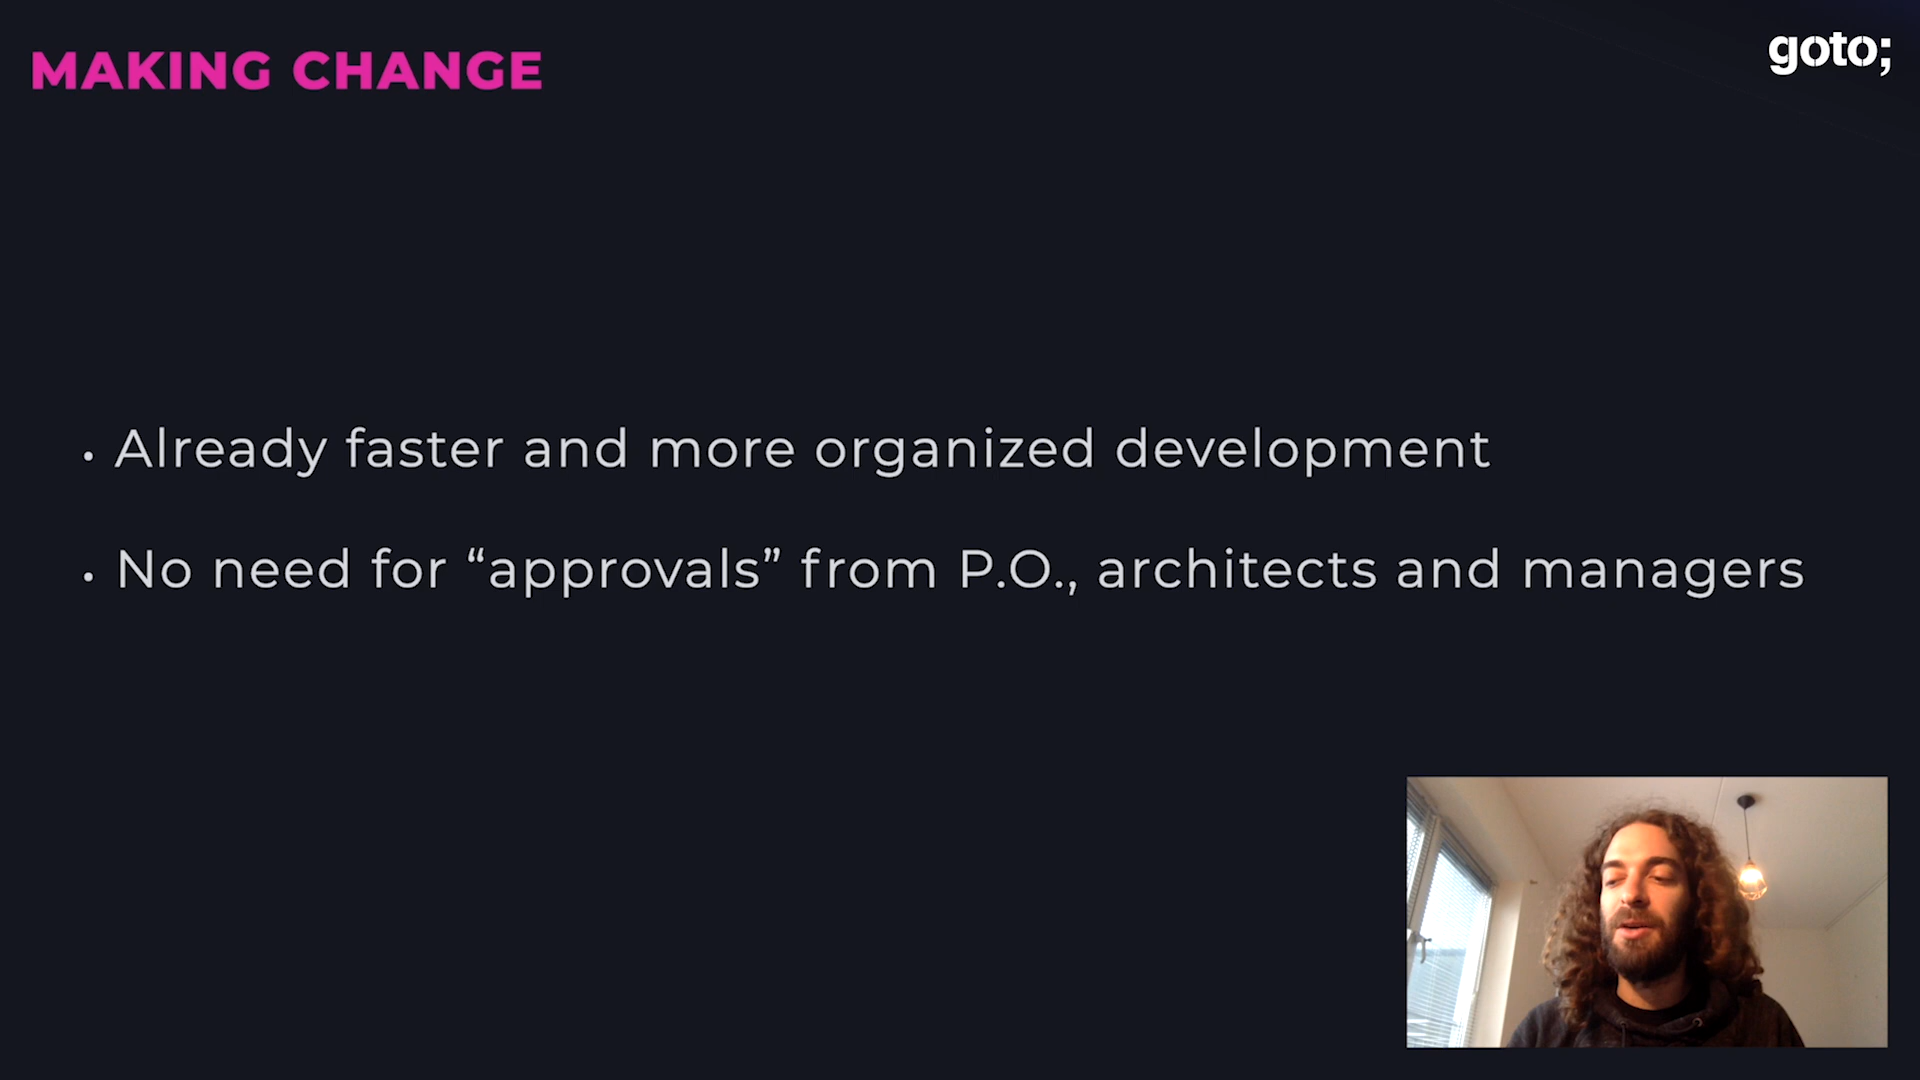 MAKING CHANGE
goto;
• Already faster and more organized development
• No need for “approvals” from P.O., architects and managers